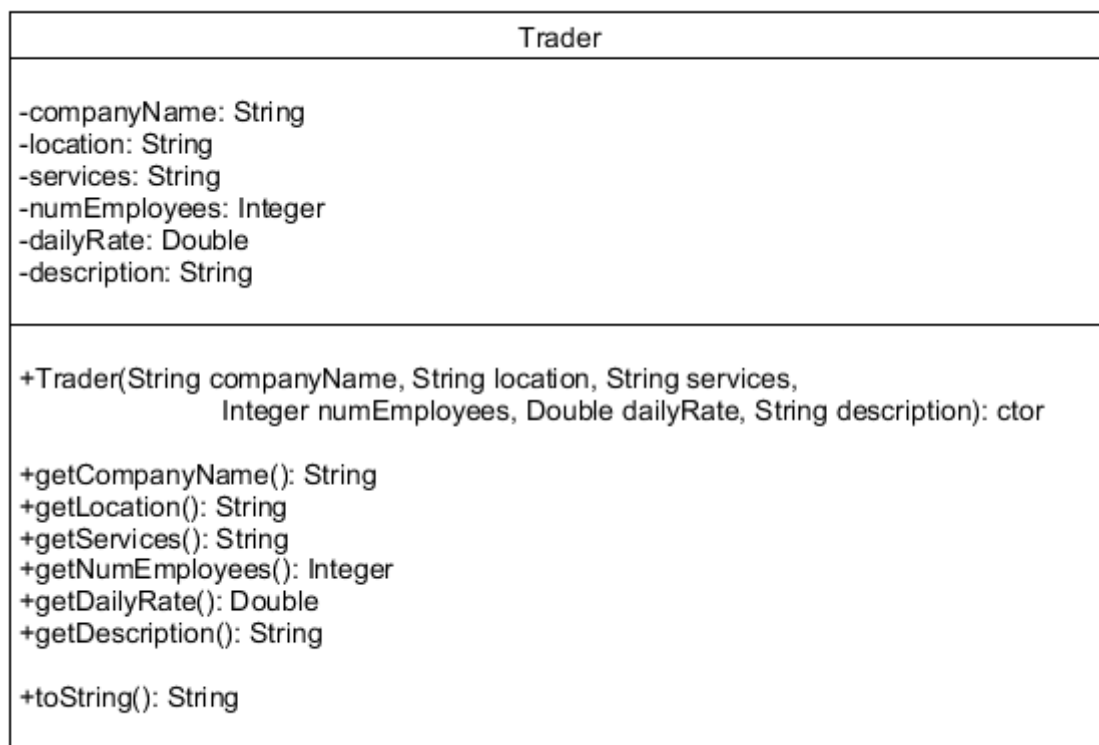 Trader
-companyName: String
-location: String
-services: String
-numEmployees: Integer
-dailyRate: Double
-description: String
+Trader(String companyName, String location, String services,
Integer numEmployees, Double dailyRate, String description): ctor
+getCompanyName(): String
+getLocation(): String
+getServices(): String
+getNumEmployees(): Integer
+getDailyRate(): Double
+getDescription(): String
+toString(): String